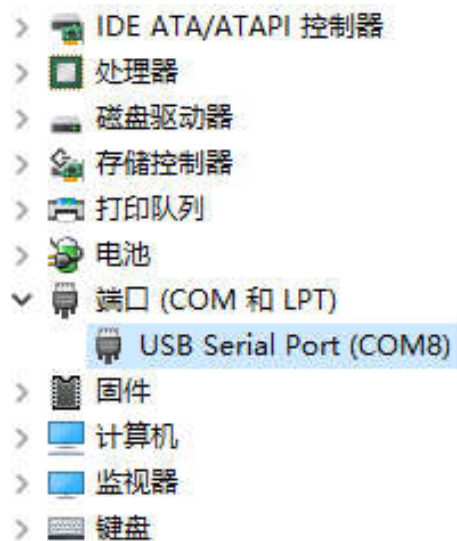 IDE ATA/ATAPI 控制器
处理器
磁盘驱动器
存储控制器
打印队列
电池
端口 (COM 和 LPT)
USB Serial Port (COM8)
固件
计算机
监视器
键盘